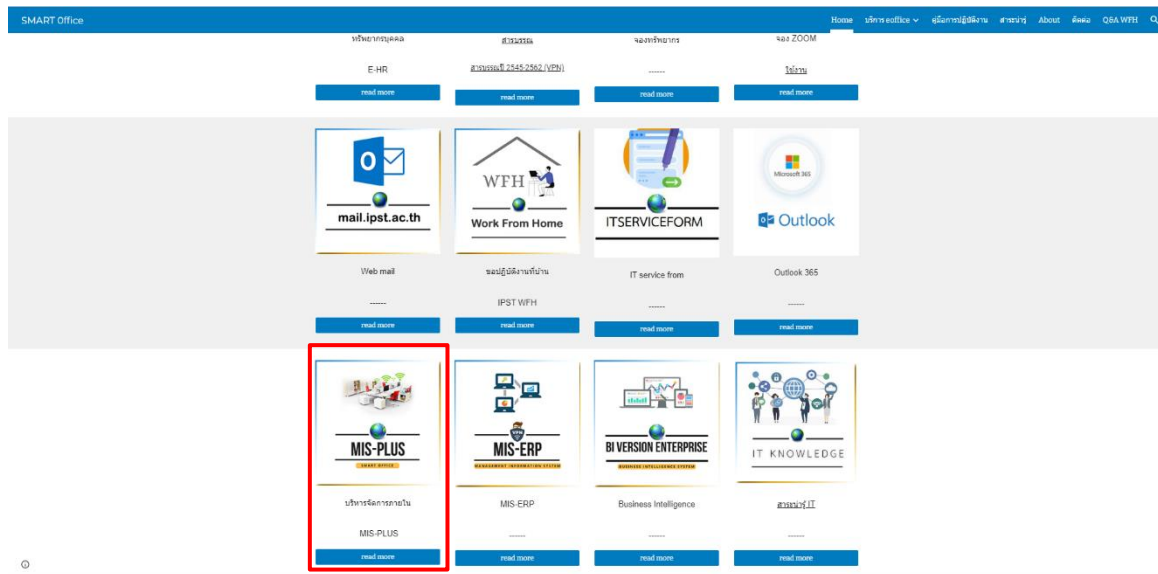 SMART Office
Home บริการ eoffice คู่มือการปฏิบัติงาน สาระน่ารู้ About ติดต่อ Q&A WFH
ทรัพยากรบุคคล สารบรรณ จองทรัพยากร จอง ZOOM
E-HR สารบรรณปี 2545-2562 (VPN) ------ ใช้งาน
read more read more read more read more
Microsoft 365
WFH
mail.ipst.ac.th Work From Home ITSERVICEFORM Outlook
Web mail ขอปฏิบัติงานที่บ้าน IT service from Outlook 365
------ IPST WFH ------ ------
read more read more read more read more
VPN
MIS-PLUS MIS-ERP BI VERSION ENTERPRISE IT KNOWLEDGE
SMART OFFICE MANAGEMENT INFORMATION SYSTEM BUSINESS INTELLIGENCE SYSTEM
บริหารจัดการภายใน MIS-ERP Business Intelligence สาระน่ารู้ IT
MIS-PLUS ------ ------ ------
read more read more read more read more